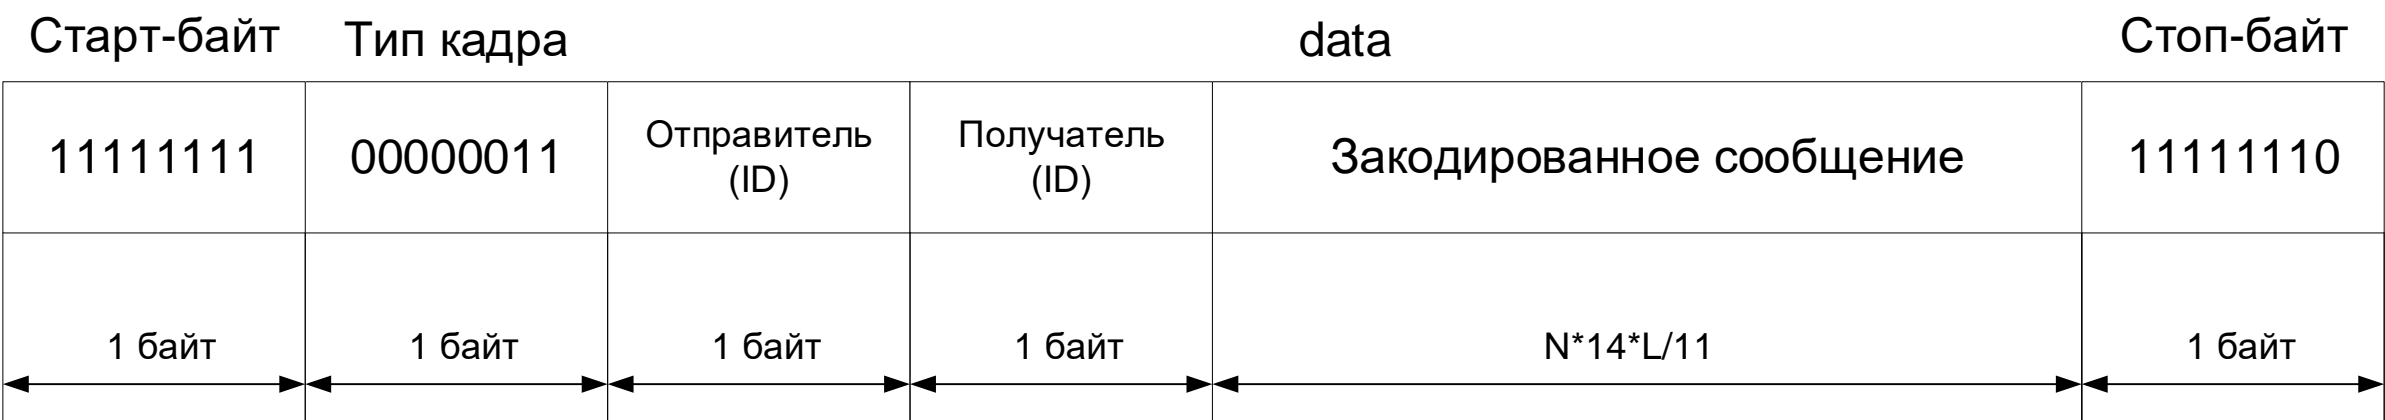 Старт-байт Тип кадра data Стоп-байт
11111111 00000011 Отправитель (ID) Получатель (ID) Закодированное сообщение 11111110
1 байт 1 байт 1 байт 1 байт N*14*L/11 1 байт